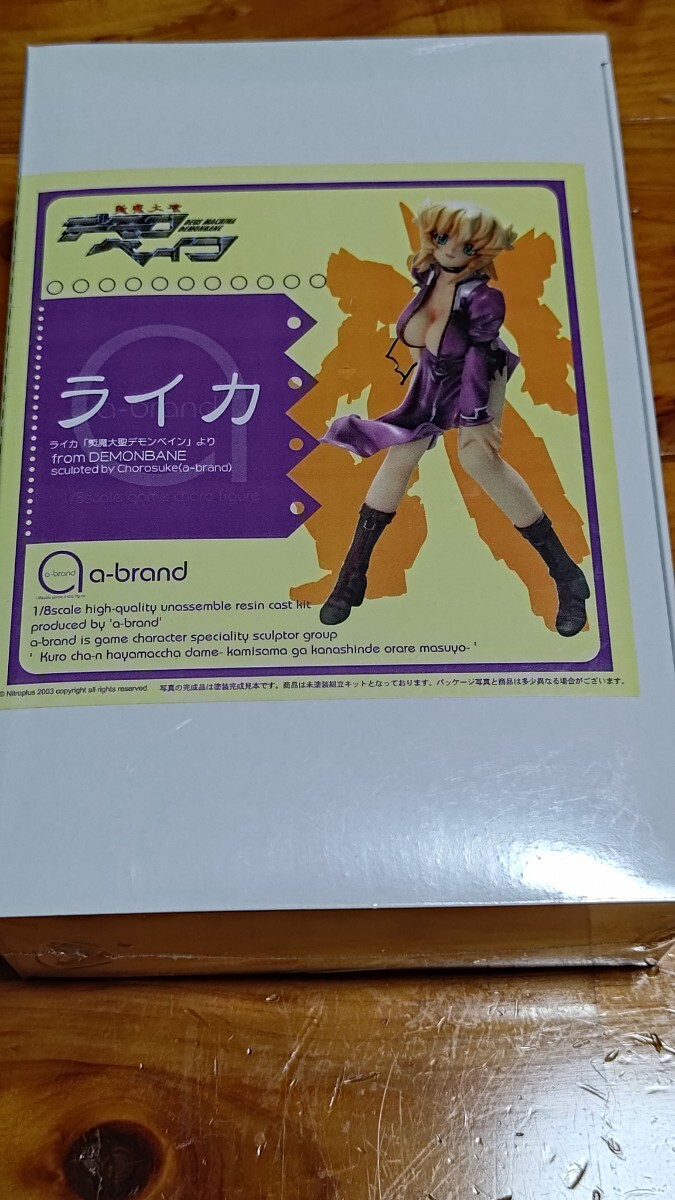 斬魔大聖
デモンベイン
DEUS MACHINA
DEMONBANE
a-brand
ライカ
ライカ「斬魔大聖デモンベイン」より
from DEMONBANE
sculpted by Chorosuke(a-brand)
1/8scale game chara figure
a-brand
a-brand
1/8scale high-quality unassemble resin cast kit
produced by 'a-brand'
a-brand is game character speciality sculptor group
' Kuro cha-n hayamaccha dame- kamisama ga kanashinde orare masuyo- '
© Nitroplus 2003 copyright all rights reserved.
写真の完成品は塗装完成見本です。商品は未塗装組立キットとなっております。パッケージ写真と商品は多少異なる場合がございます。